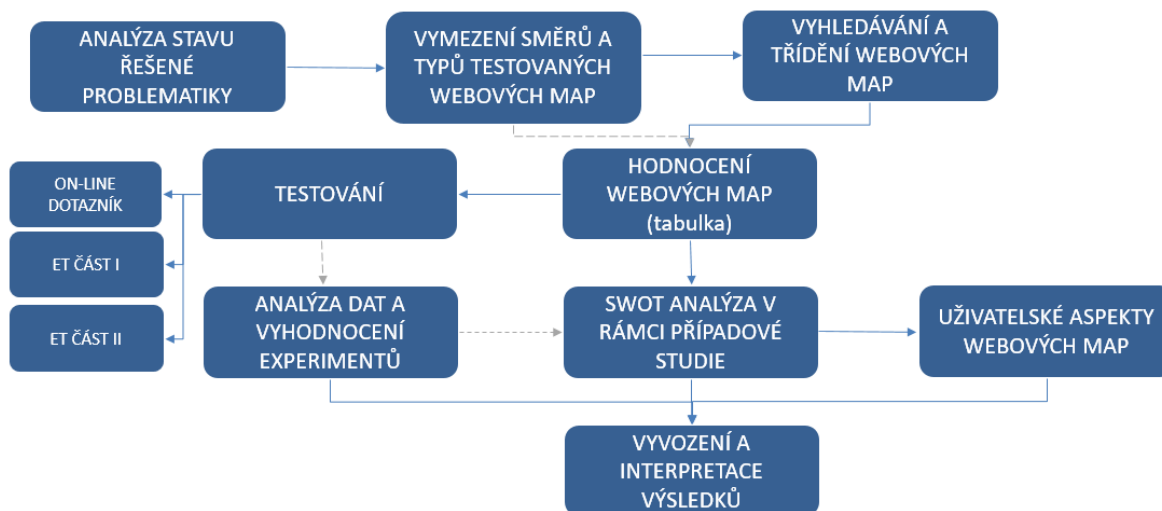 ANALÝZA STAVU
ŘEŠENÉ
PROBLEMATIKY
VYMEZENÍ SMĚRŮ A
TYPŮ TESTOVANÝCH
WEBOVÝCH MAP
VYHLEDÁVÁNÍ A
TŘÍDĚNÍ WEBOVÝCH
MAP
ON-LINE
DOTAZNÍK
TESTOVÁNÍ
HODNOCENÍ
WEBOVÝCH MAP
(tabulka)
ET ČÁST I
ET ČÁST II
ANALÝZA DAT A
VYHODNOCENÍ
EXPERIMENTŮ
SWOT ANALÝZA V
RÁMCI PŘÍPADOVÉ
STUDIE
UŽIVATELSKÉ ASPEKTY
WEBOVÝCH MAP
VYVOZENÍ A
INTERPRETACE
VÝSLEDKŮ